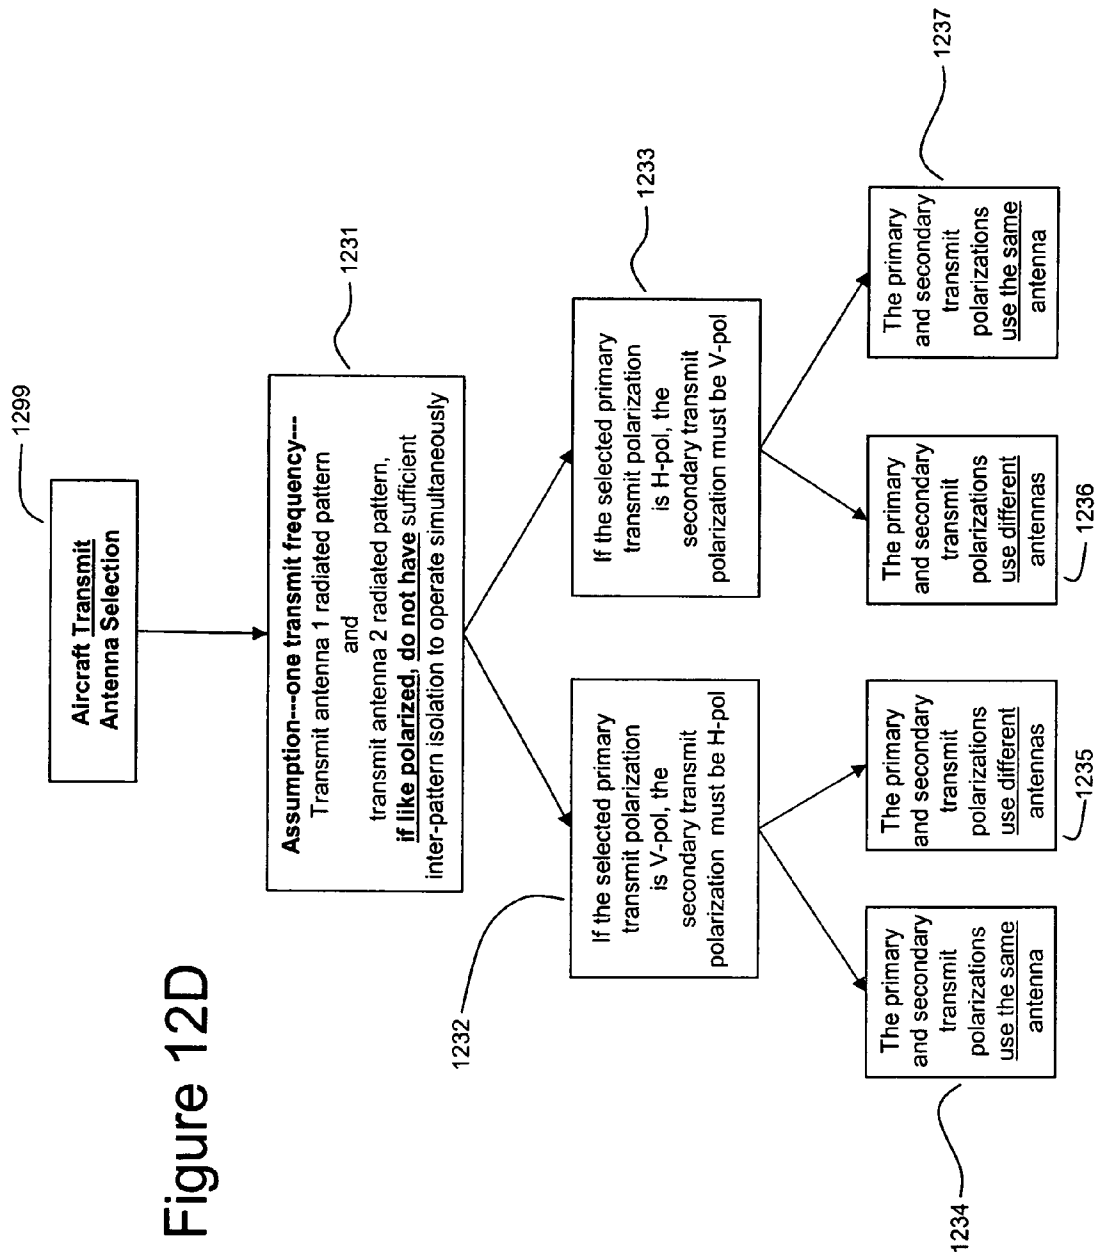 Figure 12D
1299
Aircraft Transmit
Antenna Selection
1231
Assumption---one transmit frequency---
Transmit antenna 1 radiated pattern
and
transmit antenna 2 radiated pattern,
if like polarized, do not have sufficient
inter-pattern isolation to operate simultaneously
1232
If the selected primary
transmit polarization
is V-pol, the
secondary transmit
polarization must be H-pol
1233
If the selected primary
transmit polarization
is H-pol, the
secondary transmit
polarization must be V-pol
1234
The primary
and secondary
transmit
polarizations
use the same
antenna
The primary
and secondary
transmit
polarizations
use different
antennas
1235
The primary
and secondary
transmit
polarizations
use different
antennas
1236
1237
The primary
and secondary
transmit
polarizations
use the same
antenna